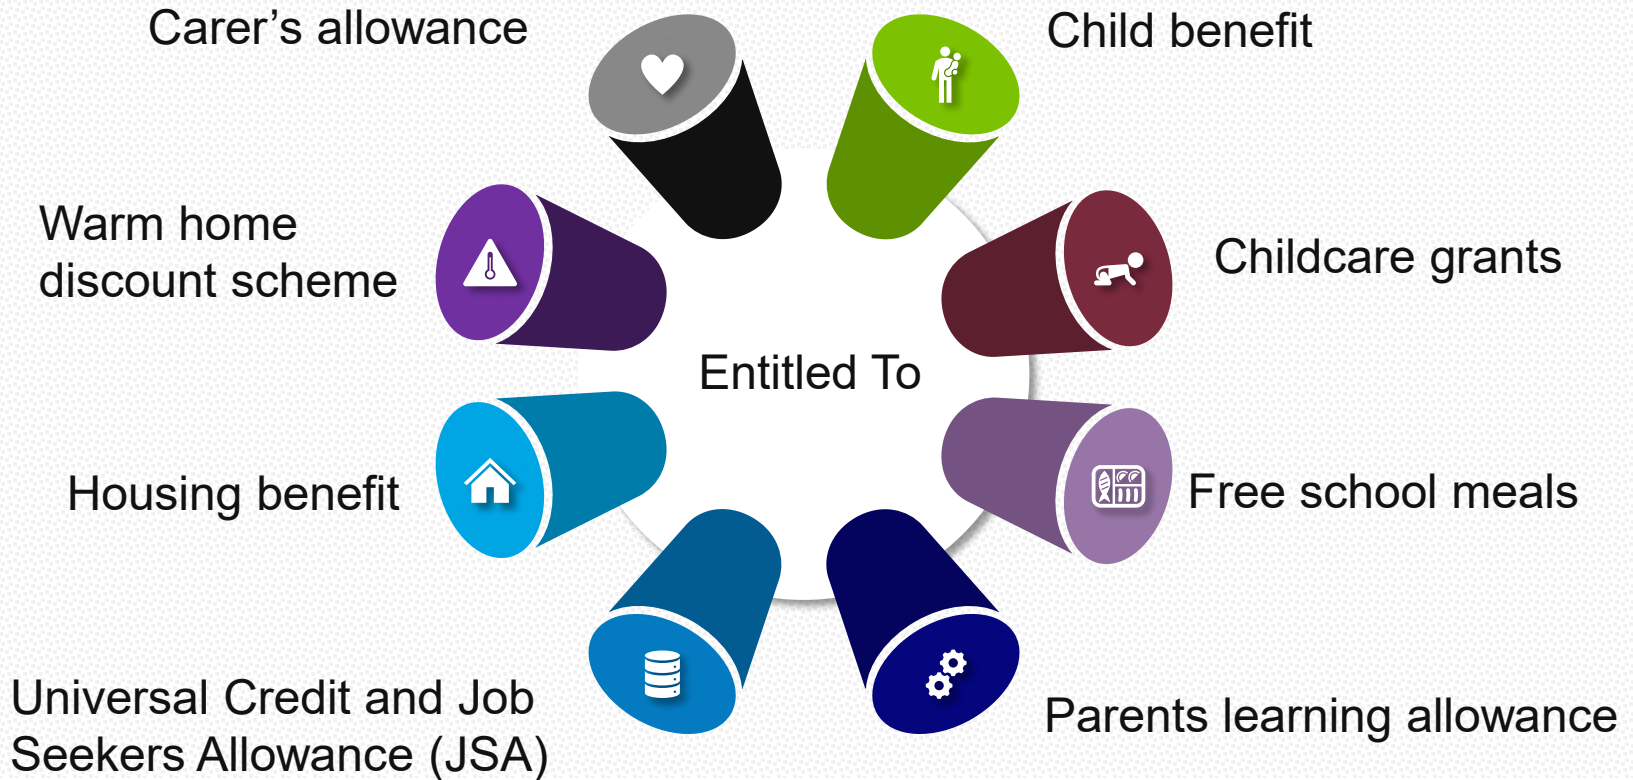 Carer’s allowance
Child benefit
Warm home
discount scheme
Childcare grants
Entitled To
Housing benefit
Free school meals
Universal Credit and Job
Seekers Allowance (JSA)
Parents learning allowance